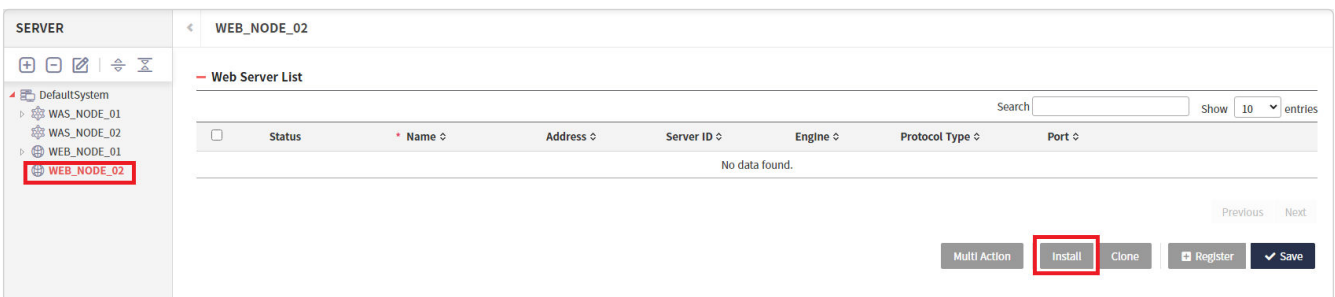 SERVER
WEB_NODE_02
DefaultSystem
WAS_NODE_01
WAS_NODE_02
WEB_NODE_01
WEB_NODE_02
Web Server List
Search Show 10 entries
Status * Name Address Server ID Engine Protocol Type Port
No data found.
Previous Next
Multi Action Install Clone Register Save